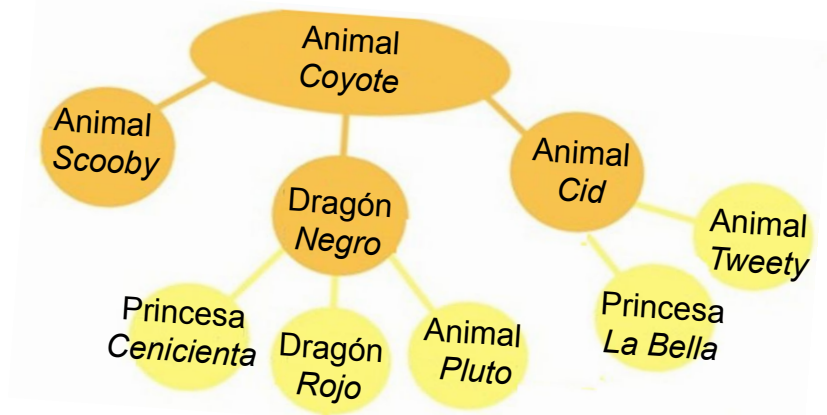 Animal
Coyote
Animal
Scooby
Dragón
Negro
Animal
Cid
Animal
Tweety
Princesa
Cenicienta
Dragón
Rojo
Animal
Pluto
Princesa
La Bella